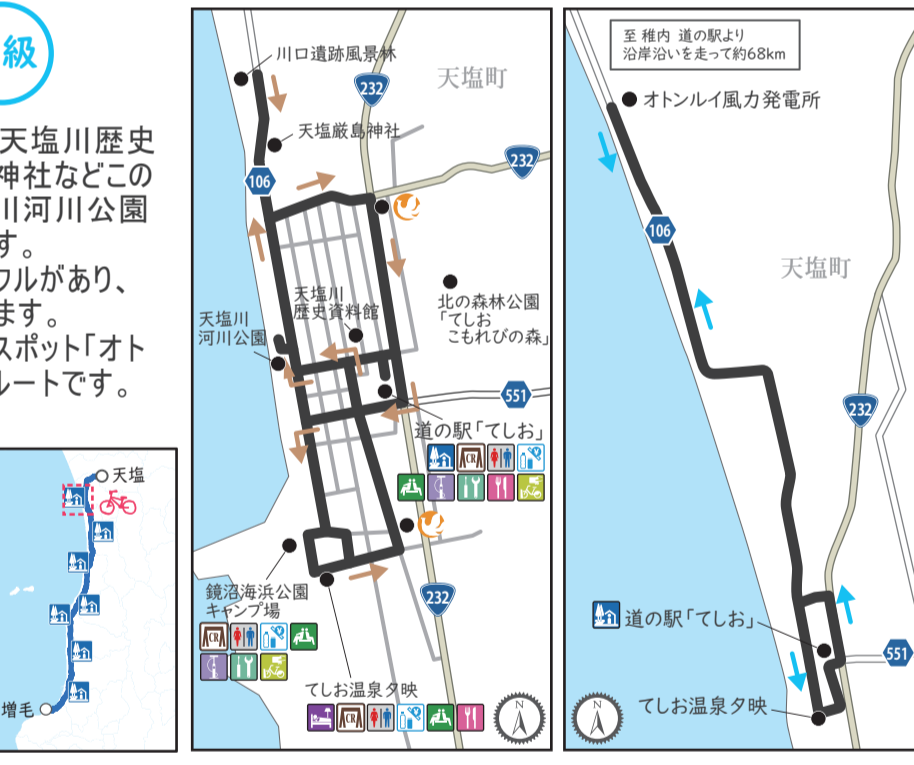 級
天塩川歴史
神社などこの
川河川公園
す。
ウルがあり、
ます。
スポット「オト
ルートです。
天塩
増毛
川口遺跡風景林
天塩町
232
天塩厳島神社
232
106
天塩川
歴史資料館
北の森林公園
「てしお
こもれびの森」
天塩川
河川公園
551
道の駅「てしお」
CR
鏡沼海浜公園
キャンプ場
CR
232
てしお温泉夕映
CR
N
至 稚内 道の駅より
沿岸沿いを走って約68km
オトンルイ風力発電所
106
天塩町
232
道の駅「てしお」
551
てしお温泉夕映
N